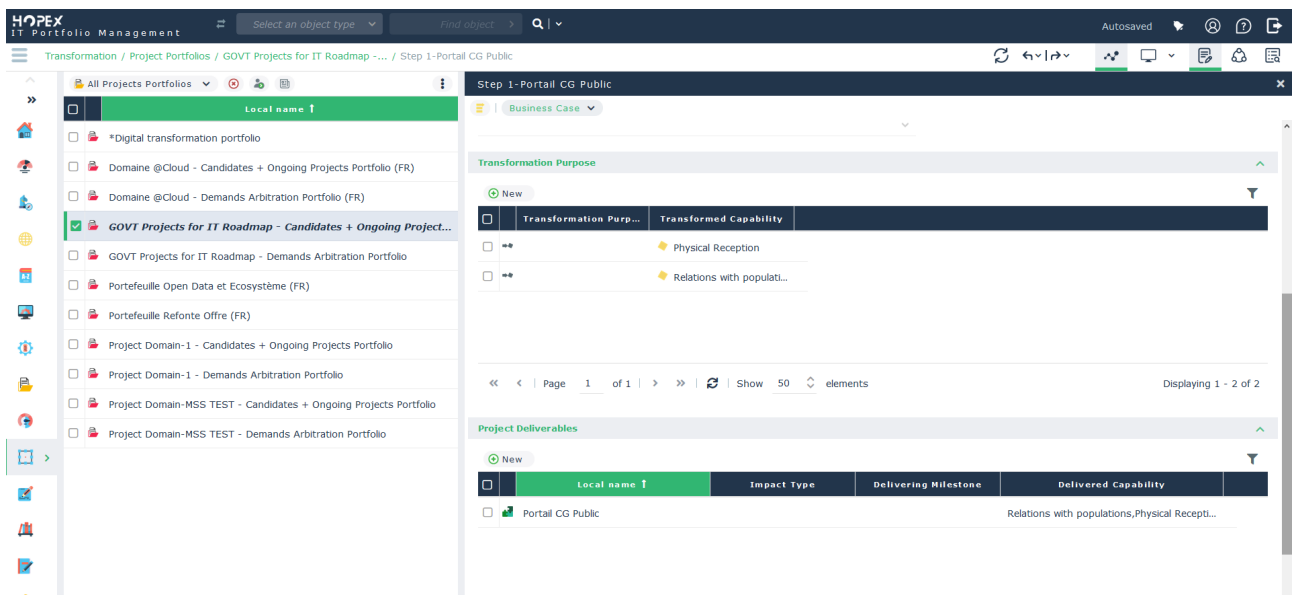 HOPEX
IT Portfolio Management
Select an object type
Find object
Autosaved
Transformation / Project Portfolios / GOVT Projects for IT Roadmap -... / Step 1-Portail CG Public
All Projects Portfolios
Local name
*Digital transformation portfolio
Domaine @Cloud - Candidates + Ongoing Projects Portfolio (FR)
Domaine @Cloud - Demands Arbitration Portfolio (FR)
GOVT Projects for IT Roadmap - Candidates + Ongoing Project...
GOVT Projects for IT Roadmap - Demands Arbitration Portfolio
Portefeuille Open Data et Ecosystème (FR)
Portefeuille Refonte Offre (FR)
Project Domain-1 - Candidates + Ongoing Projects Portfolio
Project Domain-1 - Demands Arbitration Portfolio
Project Domain-MSS TEST - Candidates + Ongoing Projects Portfolio
Project Domain-MSS TEST - Demands Arbitration Portfolio
Step 1-Portail CG Public
Business Case
Transformation Purpose
New
Transformation Purp... Transformed Capability
Physical Reception
Relations with populati...
Page 1 of 1 Show 50 elements Displaying 1 - 2 of 2
Project Deliverables
New
Local name Impact Type Delivering Milestone Delivered Capability
Portail CG Public Relations with populations,Physical Recepti...